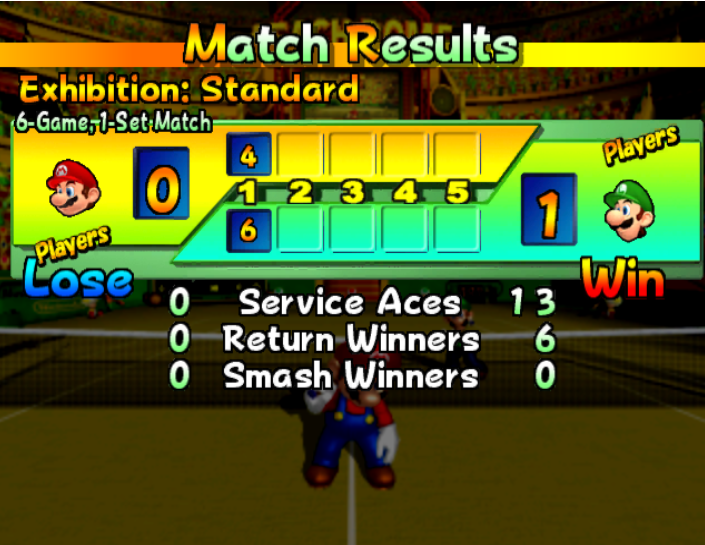 Match Results
Exhibition: Standard
6-Game, 1-Set Match
Players
0 4
1 2 3 4 5
6 1
Players
Lose Win
0 Service Aces 13
0 Return Winners 6
0 Smash Winners 0